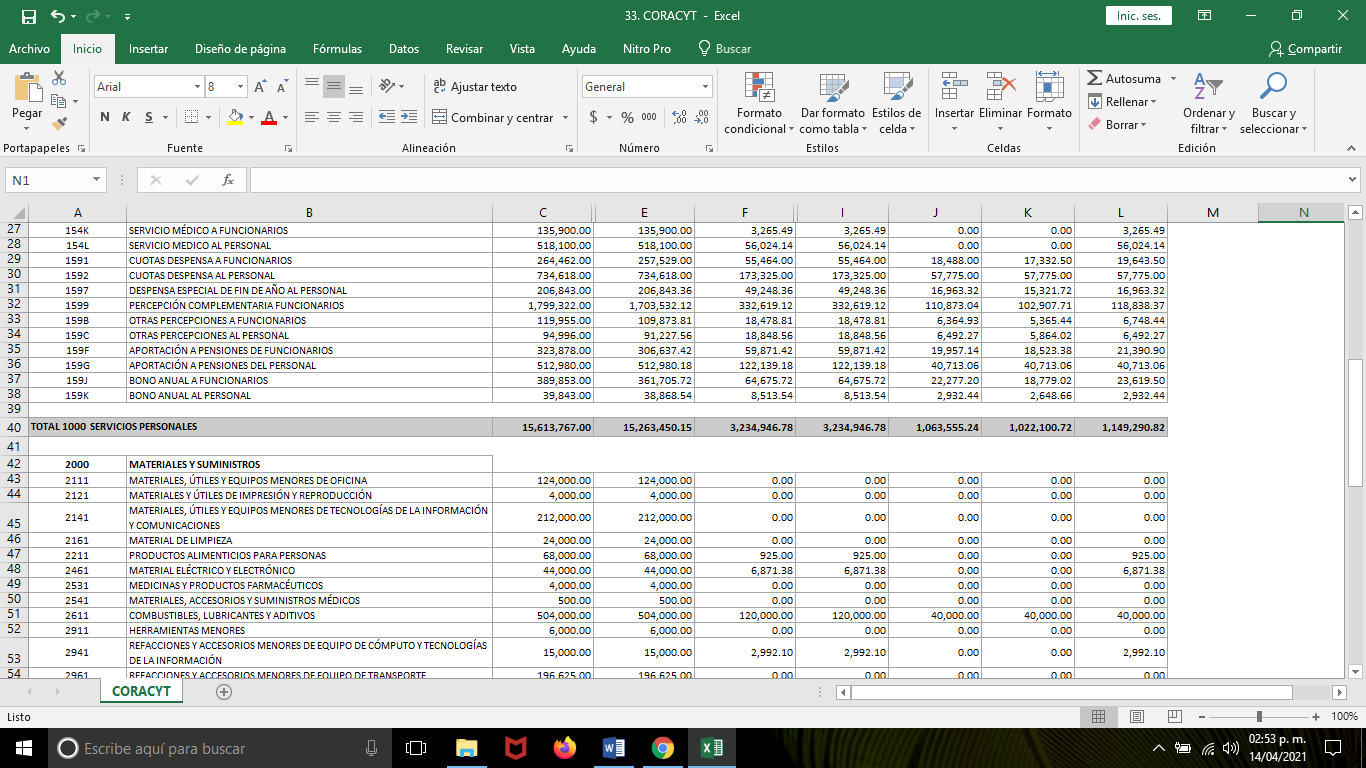 33. CORACYT - Excel
Inic. ses.
Archivo Inicio Insertar Diseño de página Fórmulas Datos Revisar Vista Ayuda Nitro Pro Buscar Compartir
Pegar
Arial 8
N K S
Ajustar texto
Combinar y centrar
General
$ % 000
Formato condicional
Dar formato como tabla
Estilos de celda
Insertar Eliminar Formato
Autosuma
Rellenar
Borrar
Ordenar y filtrar
Buscar y seleccionar
Portapapeles Fuente Alineación Número Estilos Celdas Edición
N1 fx
A B C E F I J K L M N
27 154K SERVICIO MÉDICO A FUNCIONARIOS 135,900.00 135,900.00 3,265.49 3,265.49 0.00 0.00 3,265.49
28 154L SERVICIO MEDICO AL PERSONAL 518,100.00 518,100.00 56,024.14 56,024.14 0.00 0.00 56,024.14
29 1591 CUOTAS DESPENSA A FUNCIONARIOS 264,462.00 257,529.00 55,464.00 55,464.00 18,488.00 17,332.50 19,643.50
30 1592 CUOTAS DESPENSA AL PERSONAL 734,618.00 734,618.00 173,325.00 173,325.00 57,775.00 57,775.00 57,775.00
31 1597 DESPENSA ESPECIAL DE FIN DE AÑO AL PERSONAL 206,843.00 206,843.36 49,248.36 49,248.36 16,963.32 15,321.72 16,963.32
32 1599 PERCEPCIÓN COMPLEMENTARIA FUNCIONARIOS 1,799,322.00 1,703,532.12 332,619.12 332,619.12 110,873.04 102,907.71 118,838.37
33 159B OTRAS PERCEPCIONES A FUNCIONARIOS 119,955.00 109,873.81 18,478.81 18,478.81 6,364.93 5,365.44 6,748.44
34 159C OTRAS PERCEPCIONES AL PERSONAL 94,996.00 91,227.56 18,848.56 18,848.56 6,492.27 5,864.02 6,492.27
35 159F APORTACIÓN A PENSIONES DE FUNCIONARIOS 323,878.00 306,637.42 59,871.42 59,871.42 19,957.14 18,523.38 21,390.90
36 159G APORTACIÓN A PENSIONES DEL PERSONAL 512,980.00 512,980.18 122,139.18 122,139.18 40,713.06 40,713.06 40,713.06
37 159J BONO ANUAL A FUNCIONARIOS 389,853.00 361,705.72 64,675.72 64,675.72 22,277.20 18,779.02 23,619.50
38 159K BONO ANUAL AL PERSONAL 39,843.00 38,868.54 8,513.54 8,513.54 2,932.44 2,648.66 2,932.44
39
40 TOTAL 1000 SERVICIOS PERSONALES 15,613,767.00 15,263,450.15 3,234,946.78 3,234,946.78 1,063,555.24 1,022,100.72 1,149,290.82
41
42 2000 MATERIALES Y SUMINISTROS
43 2111 MATERIALES, ÚTILES Y EQUIPOS MENORES DE OFICINA 124,000.00 124,000.00 0.00 0.00 0.00 0.00 0.00
44 2121 MATERIALES Y ÚTILES DE IMPRESIÓN Y REPRODUCCIÓN 4,000.00 4,000.00 0.00 0.00 0.00 0.00 0.00
45 2141 MATERIALES, ÚTILES Y EQUIPOS MENORES DE TECNOLOGÍAS DE LA INFORMACIÓN
Y COMUNICACIONES 212,000.00 212,000.00 0.00 0.00 0.00 0.00 0.00
46 2161 MATERIAL DE LIMPIEZA 24,000.00 24,000.00 0.00 0.00 0.00 0.00 0.00
47 2211 PRODUCTOS ALIMENTICIOS PARA PERSONAS 68,000.00 68,000.00 925.00 925.00 0.00 0.00 925.00
48 2461 MATERIAL ELÉCTRICO Y ELECTRÓNICO 44,000.00 44,000.00 6,871.38 6,871.38 0.00 0.00 6,871.38
49 2531 MEDICINAS Y PRODUCTOS FARMACÉUTICOS 4,000.00 4,000.00 0.00 0.00 0.00 0.00 0.00
50 2541 MATERIALES, ACCESORIOS Y SUMINISTROS MÉDICOS 500.00 500.00 0.00 0.00 0.00 0.00 0.00
51 2611 COMBUSTIBLES, LUBRICANTES Y ADITIVOS 504,000.00 504,000.00 120,000.00 120,000.00 40,000.00 40,000.00 40,000.00
52 2911 HERRAMIENTAS MENORES 6,000.00 6,000.00 0.00 0.00 0.00 0.00 0.00
53 2941 REFACCIONES Y ACCESORIOS MENORES DE EQUIPO DE CÓMPUTO Y TECNOLOGÍAS
DE LA INFORMACIÓN 15,000.00 15,000.00 2,992.10 2,992.10 0.00 0.00 2,992.10
54 2961 REFACCIONES Y ACCESORIOS MENORES DE EQUIPO DE TRANSPORTE 196,625.00 196,625.00 0.00 0.00 0.00 0.00 0.00
CORACYT
Listo 100%
Escribe aquí para buscar
02:53 p. m.
14/04/2021